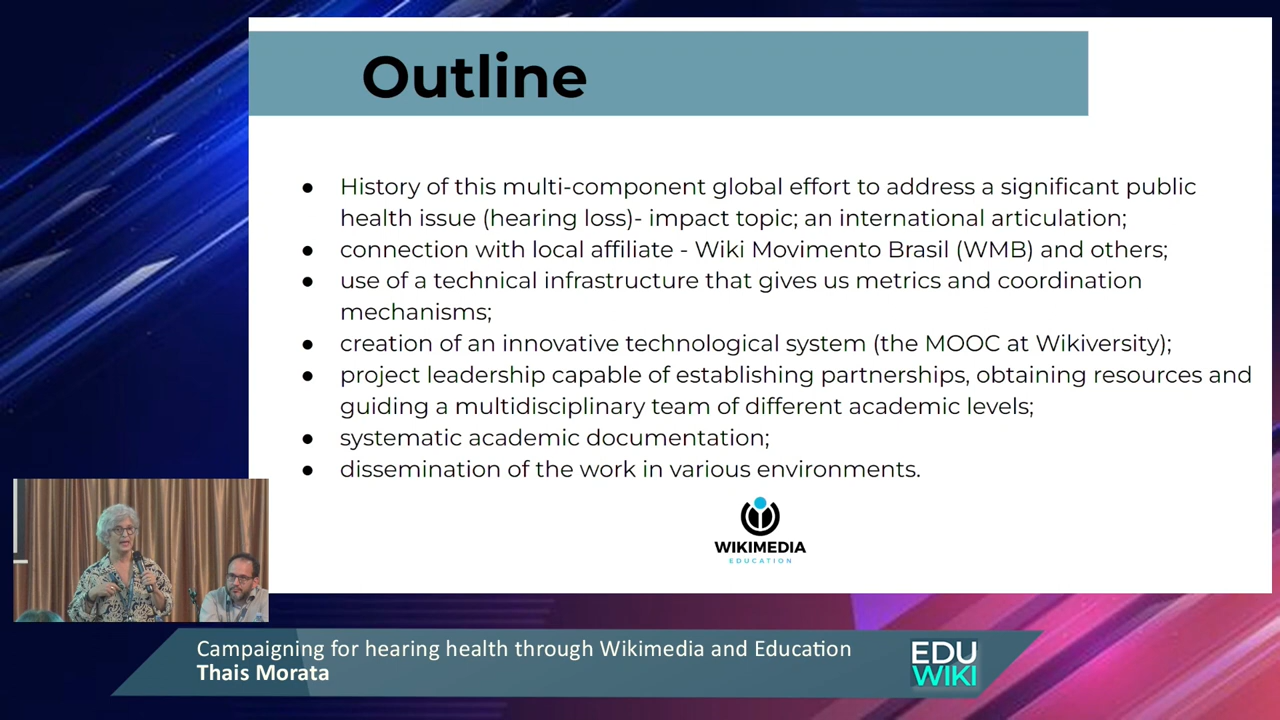 Outline
● History of this multi-component global effort to address a significant public
health issue (hearing loss)- impact topic; an international articulation;
● connection with local affiliate - Wiki Movimento Brasil (WMB) and others;
● use of a technical infrastructure that gives us metrics and coordination
mechanisms;
● creation of an innovative technological system (the MOOC at Wikiversity);
● project leadership capable of establishing partnerships, obtaining resources and
guiding a multidisciplinary team of different academic levels;
● systematic academic documentation;
● dissemination of the work in various environments.
WIKIMEDIA
EDUCATION
Campaigning for hearing health through Wikimedia and Education
Thais Morata
EDU
WIKI